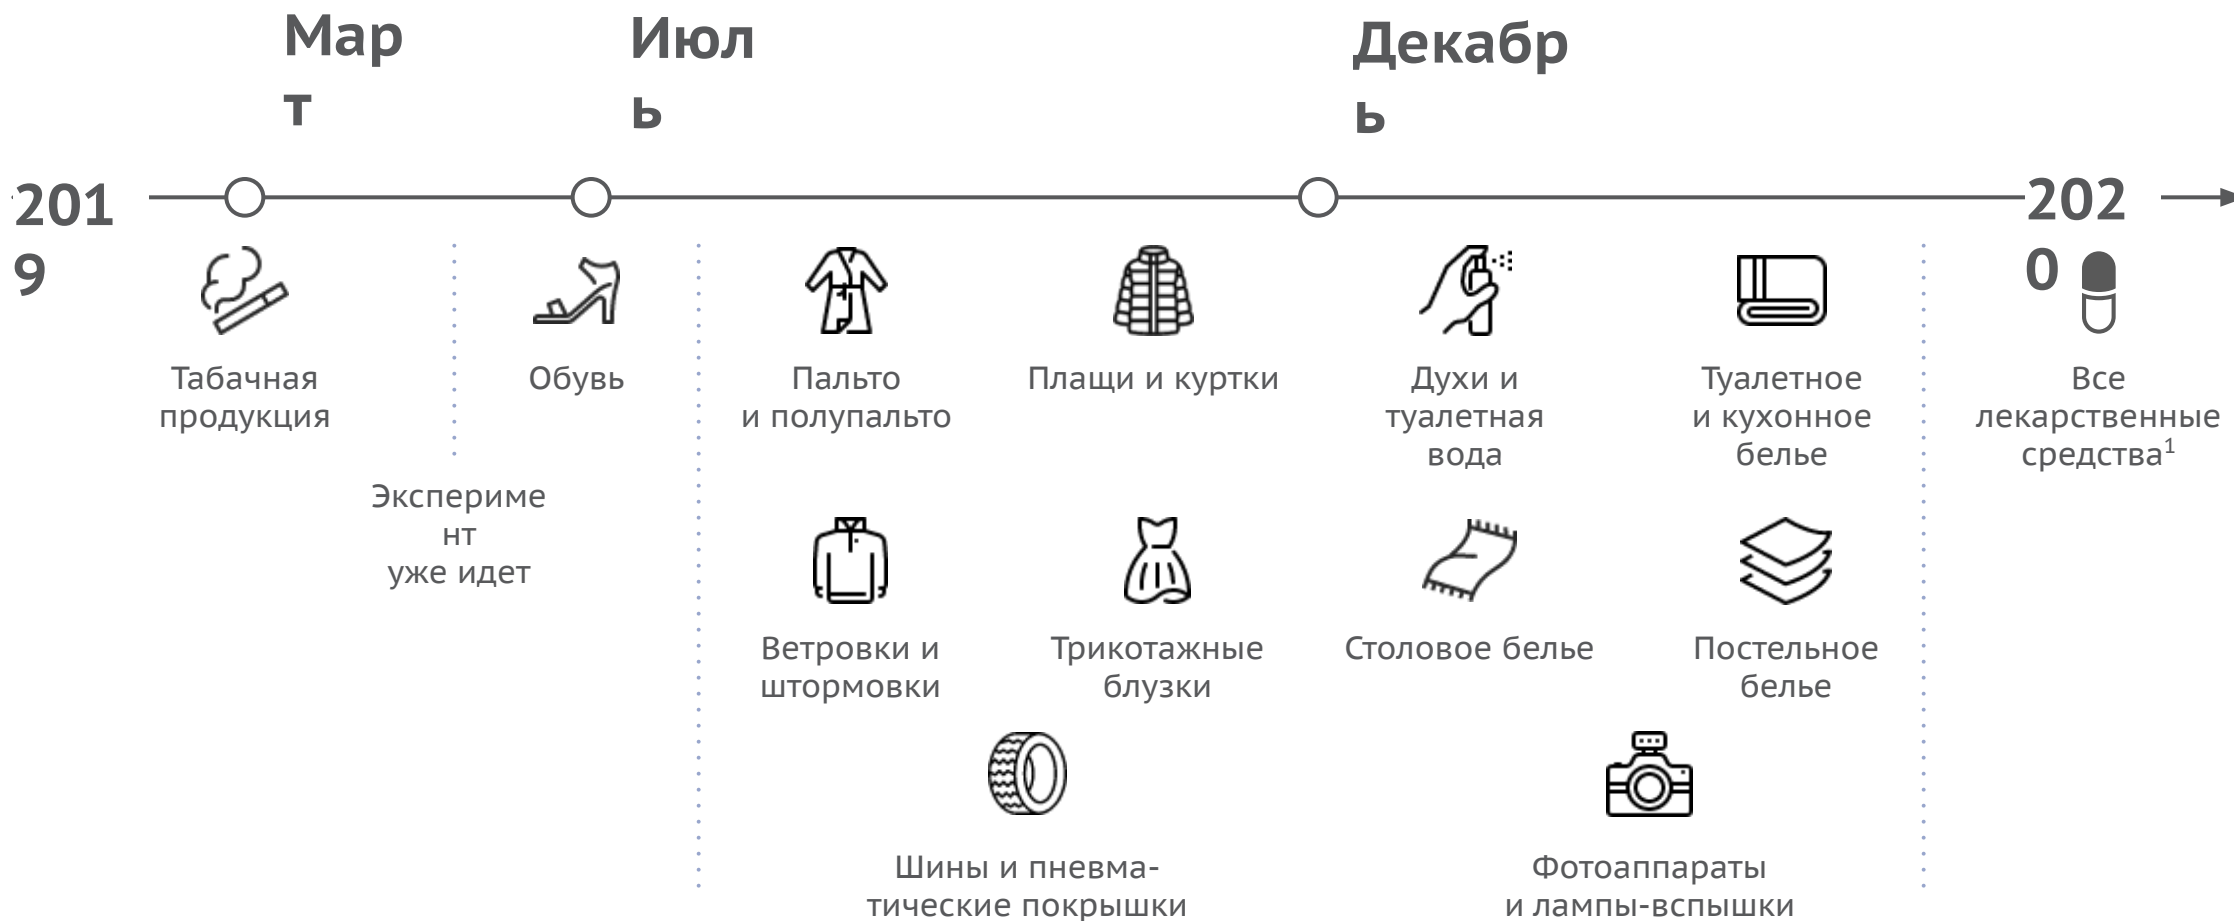 Мар
т
Июл
ь
Декабр
ь
201
9
202
0
Табачная
продукция
Эксперимe
нт
уже идет
Обувь
Пальто
и полупальто
Плащи и куртки
Духи и
туалетная
вода
Туалетное
и кухонное
белье
Все
лекарственные
средства1
Ветровки и
штормовки
Трикотажные
блузки
Столовое белье
Постельное
белье
Шины и пневма-
тические покрышки
Фотоаппараты
и лампы-вспышки